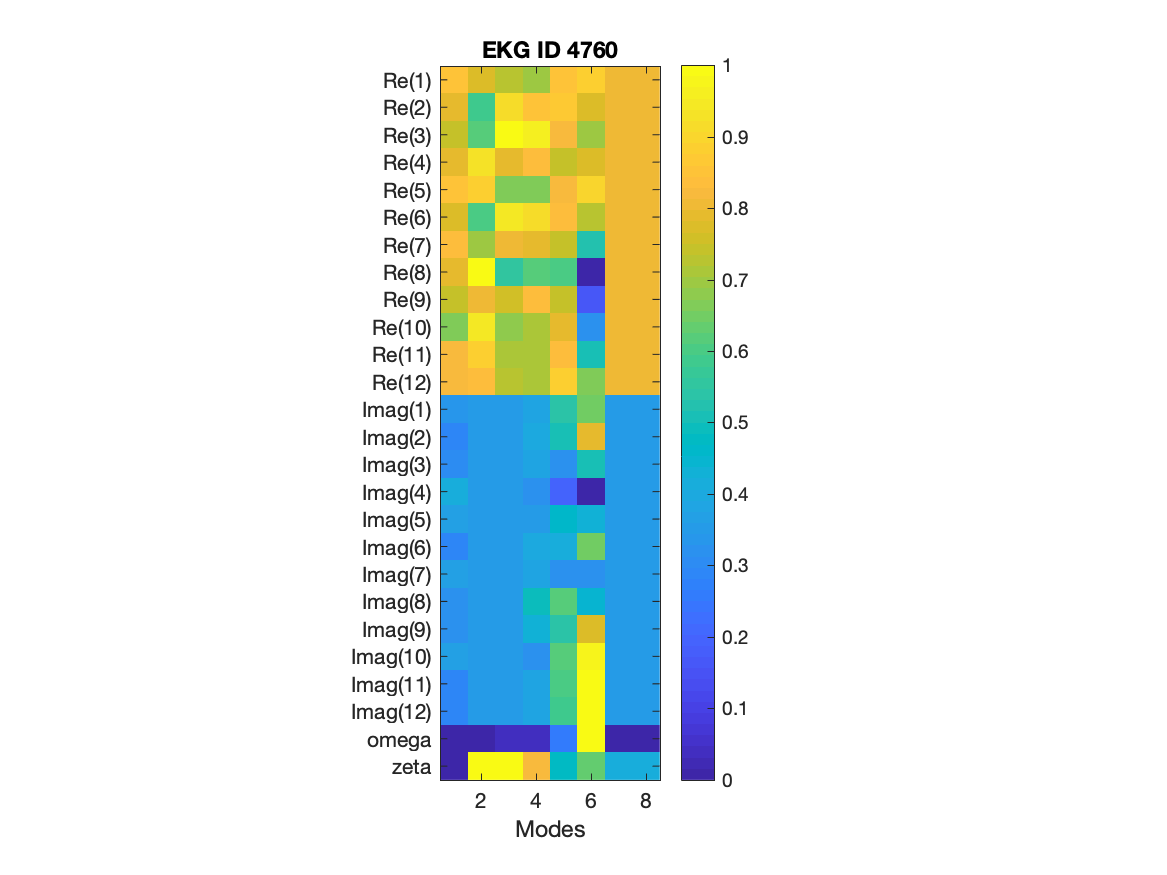 EKG ID 4760
Re(1)
Re(2)
Re(3)
Re(4)
Re(5)
Re(6)
Re(7)
Re(8)
Re(9)
Re(10)
Re(11)
Re(12)
Imag(1)
Imag(2)
Imag(3)
Imag(4)
Imag(5)
Imag(6)
Imag(7)
Imag(8)
Imag(9)
Imag(10)
Imag(11)
Imag(12)
omega
zeta
2 4 6 8
Modes
1
0.9
0.8
0.7
0.6
0.5
0.4
0.3
0.2
0.1
0